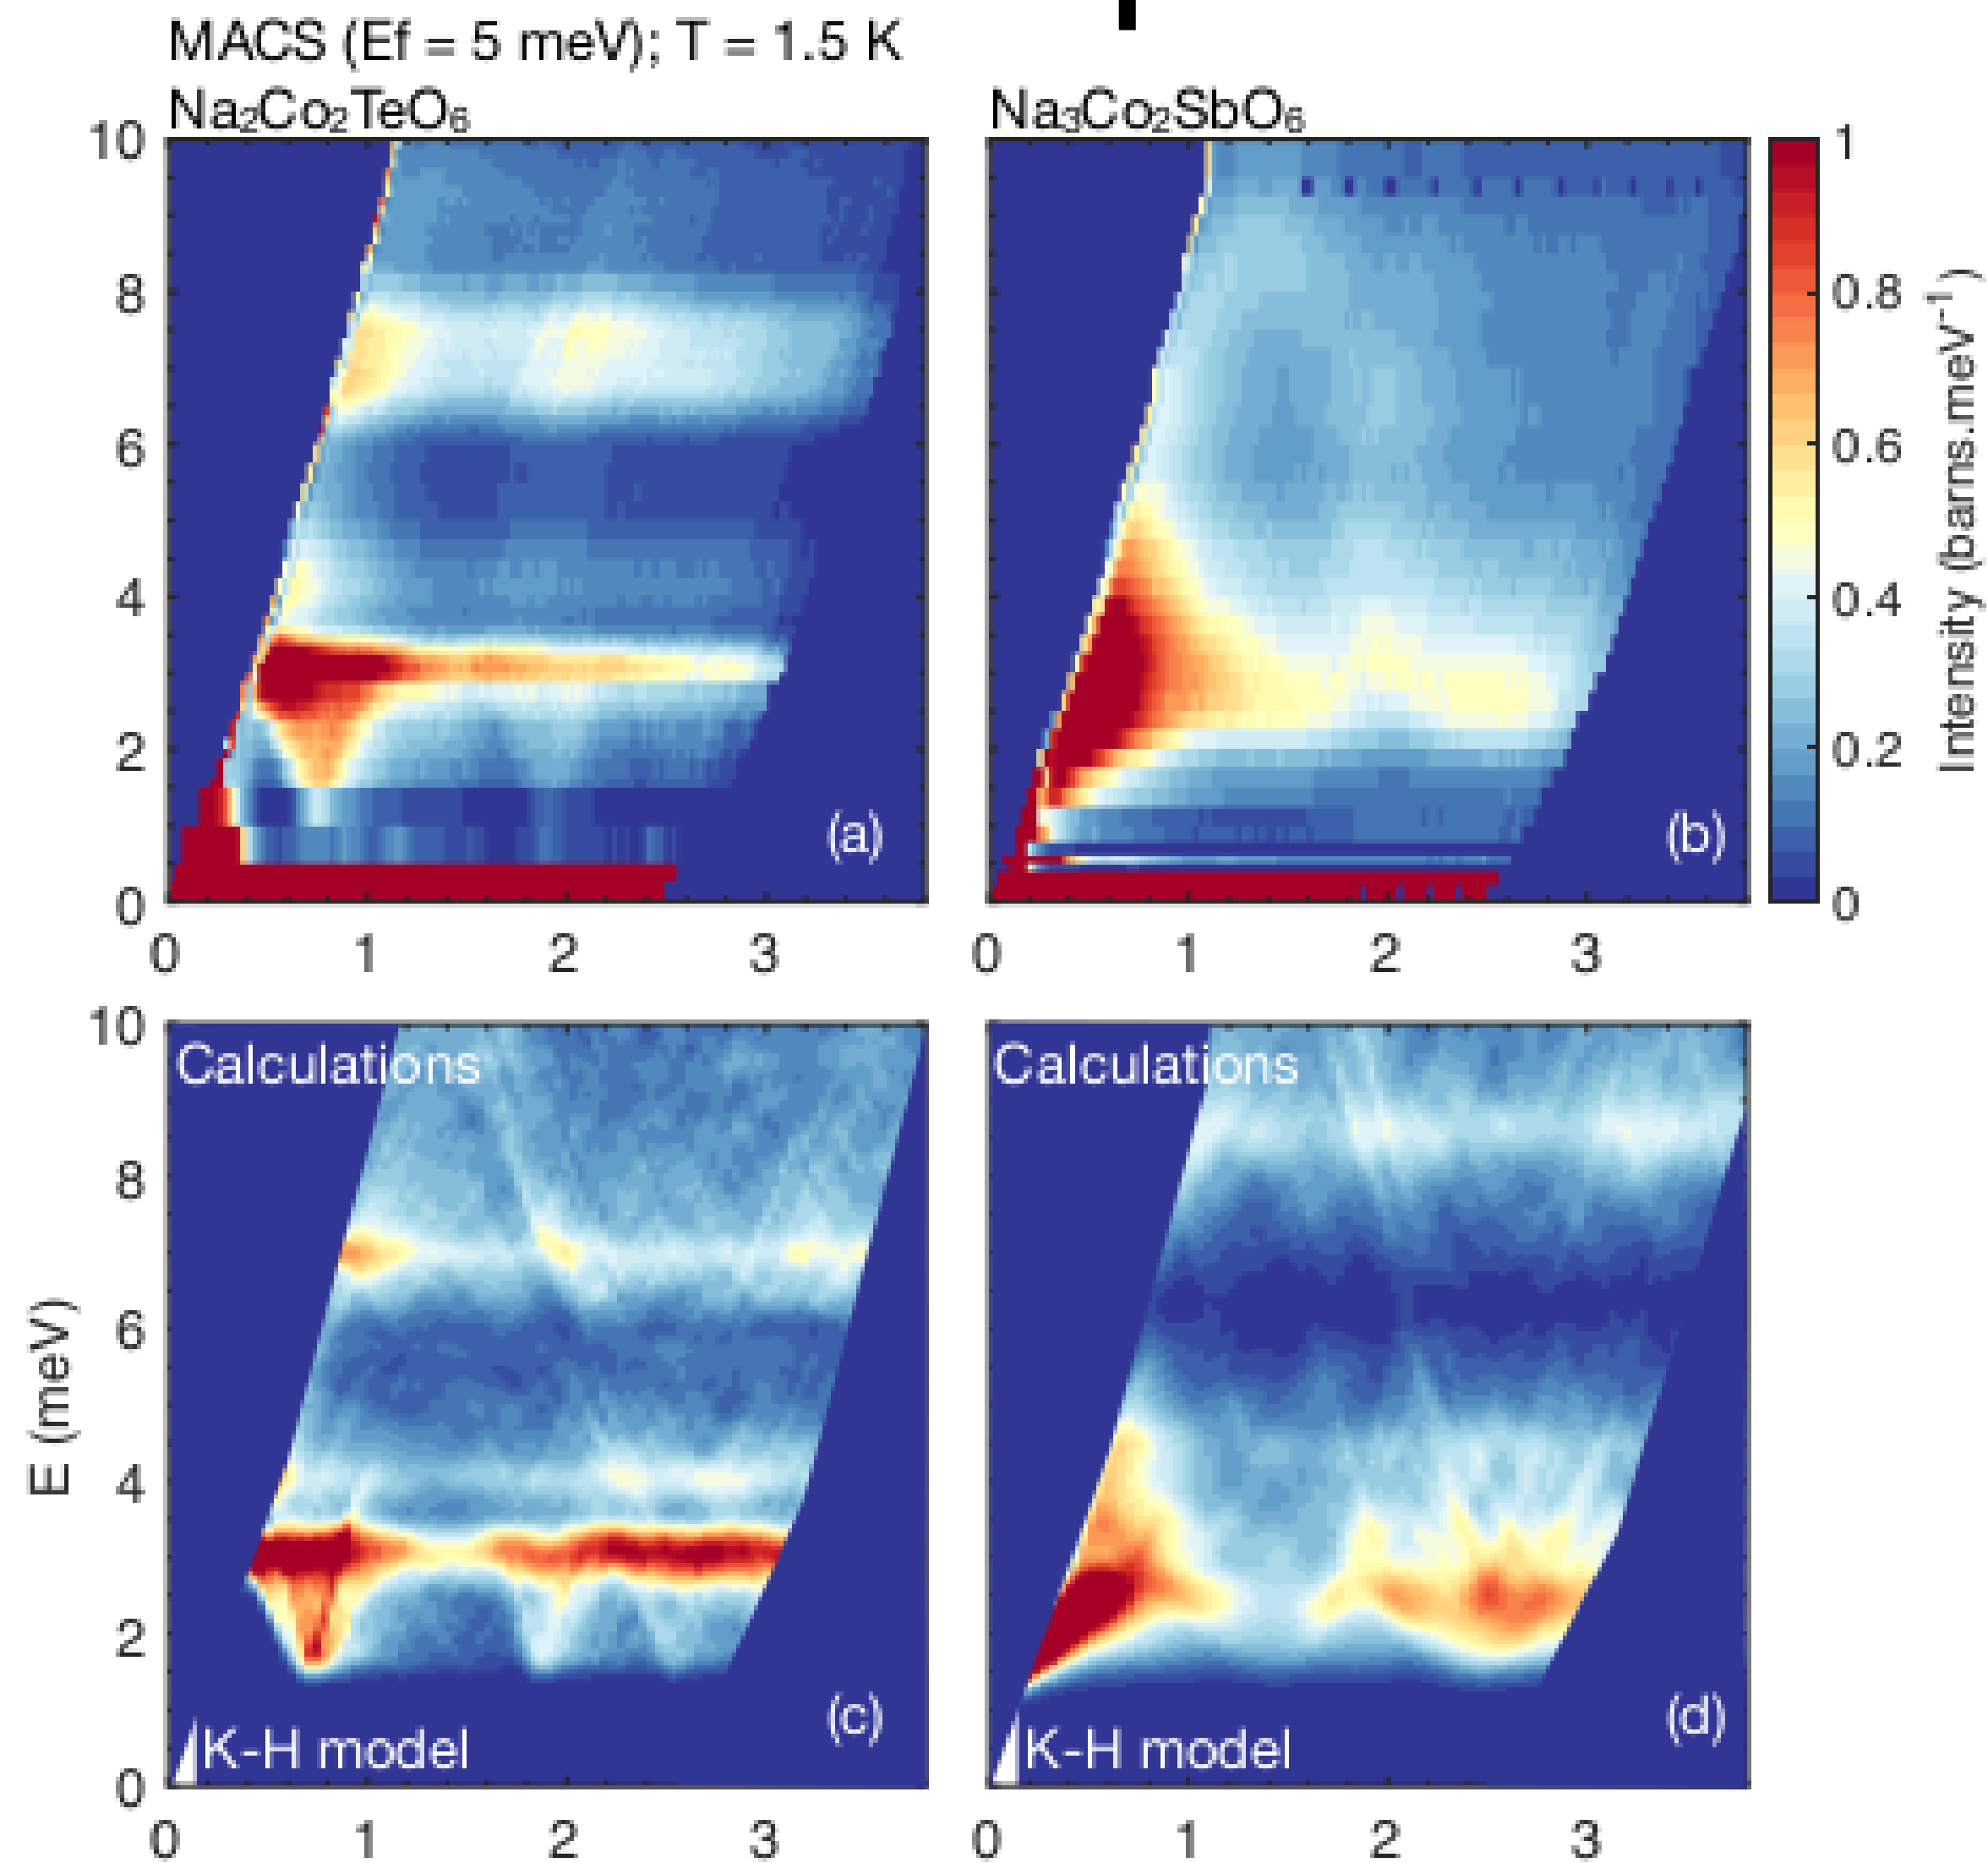 MACS (Ef = 5 meV); T = 1.5 K
Na₂Co₂TeO₆
Na₃Co₂SbO₆
10
8
6
4
2
0
0 1 2 3
(a)
0 1 2 3
(b)
1
0.8
0.6
0.4
0.2
0
Intensity (barns.meV⁻¹)
E (meV)
10
8
6
4
2
0
Calculations
K-H model
(c)
0 1 2 3
Calculations
K-H model
(d)
0 1 2 3